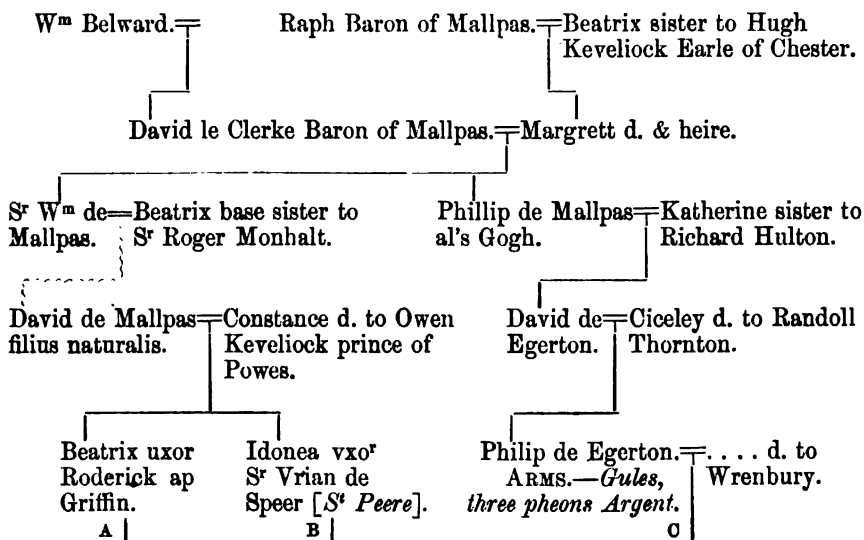 Wᵐ Belward.
Raph Baron of Mallpas.
Beatrix sister to Hugh
Keveliock Earle of Chester.
David le Clerke Baron of Mallpas.
Margrett d. & heire.
Sʳ Wᵐ de
Mallpas.
Beatrix base sister to
Sʳ Roger Monhalt.
Phillip de Mallpas
al's Gogh.
Katherine sister to
Richard Hulton.
David de Mallpas
filius naturalis.
Constance d. to Owen
Keveliock prince of
Powes.
David de
Egerton.
Ciceley d. to Randoll
Thornton.
Beatrix uxor
Roderick ap
Griffin.
A
Idonea vxoʳ
Sʳ Vrian de
Speer [Sᵗ Peere].
B
Philip de Egerton.
ARMS.—Gules,
three pheons Argent.
C
. . . . d. to
Wrenbury.